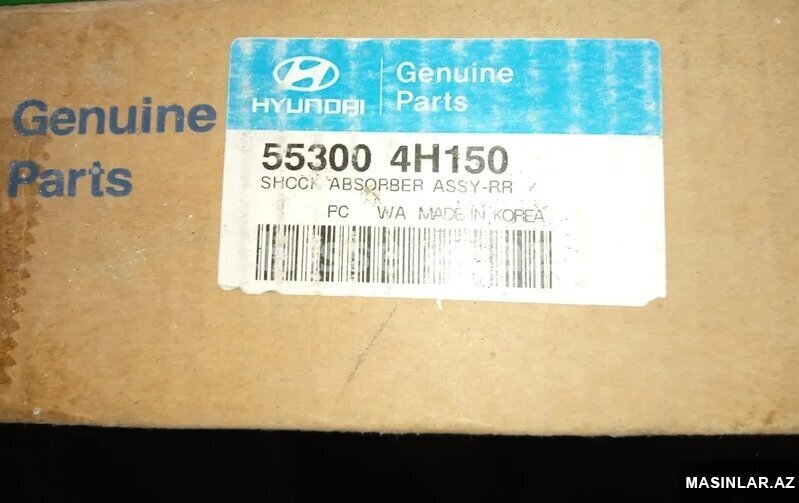 Genuine
Parts
HYUNDAI
Genuine
Parts
55300 4H150
SHOCK ABSORBER ASSY-RR
PC WA MADE IN KOREA
MASINLAR.AZ